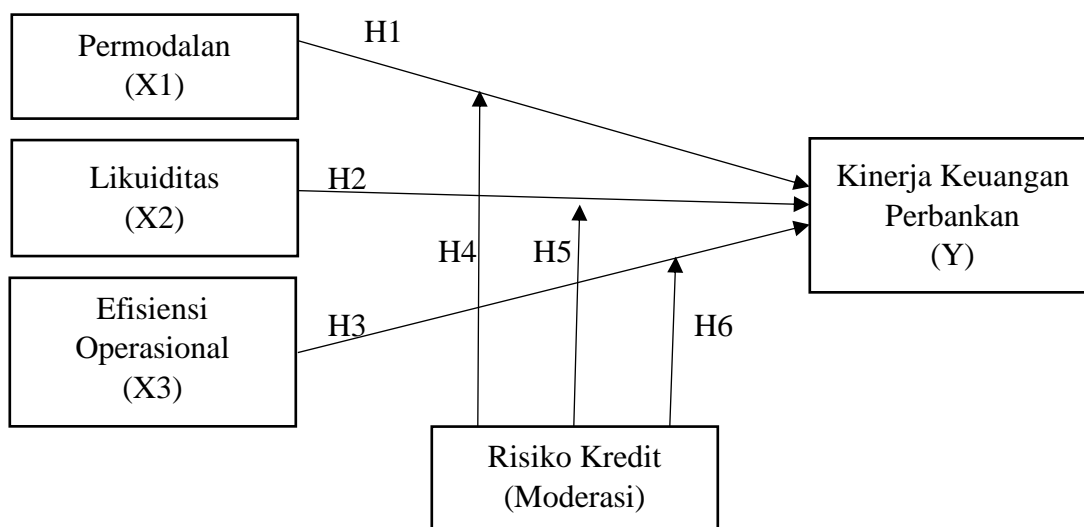 Permodalan
(X1)
H1
Likuiditas
(X2)
H2
Efisiensi
Operasional
(X3)
H3
H4
H5
H6
Kinerja Keuangan
Perbankan
(Y)
Risiko Kredit
(Moderasi)